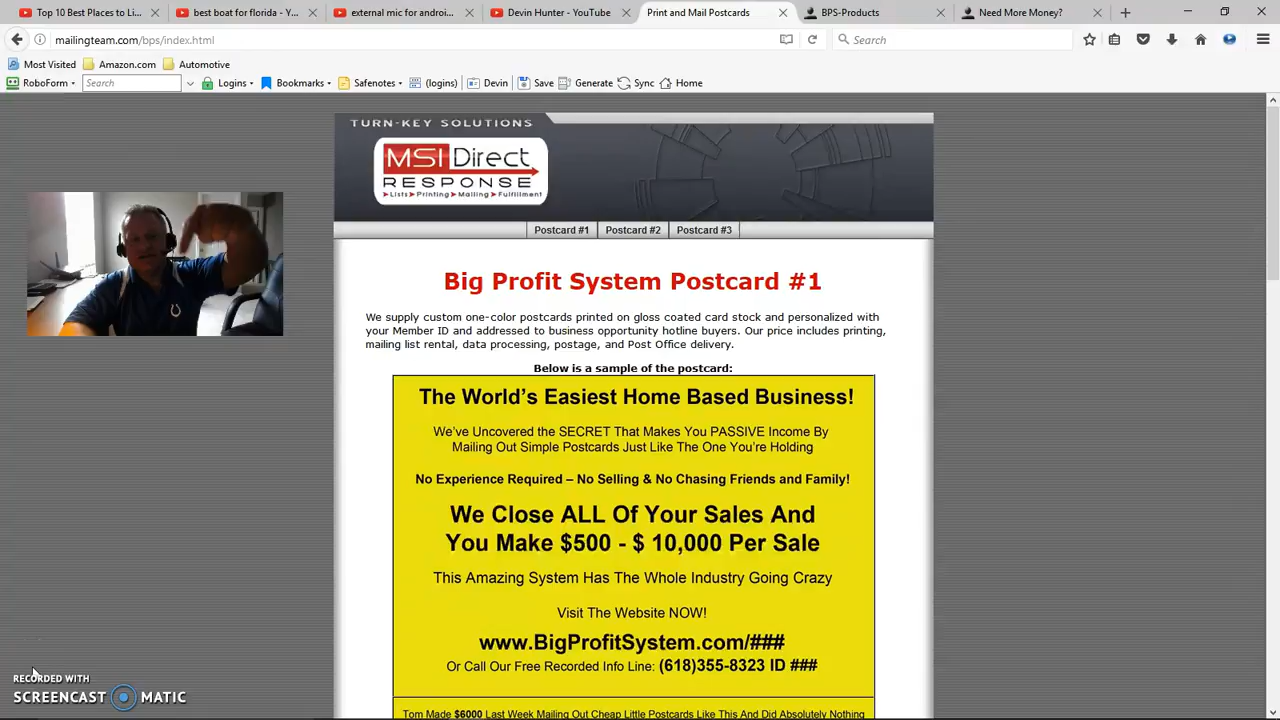 Top 10 Best Places to Li...
best boat for florida - Y...
external mic for androi...
Devin Hunter - YouTube
Print and Mail Postcards
BPS-Products
Need More Money?
mailingteam.com/bps/index.html
Search
Most Visited
Amazon.com
Automotive
RoboForm
Search
Logins
Bookmarks
Safenotes
(logins)
Devin
Save
Generate
Sync
Home
TURN-KEY SOLUTIONS
MSI Direct
RESPONSE
Lists Printing Mailing Fulfillment
Postcard #1
Postcard #2
Postcard #3
Big Profit System Postcard #1
We supply custom one-color postcards printed on gloss coated card stock and personalized with
your Member ID and addressed to business opportunity hotline buyers. Our price includes printing,
mailing list rental, data processing, postage, and Post Office delivery.
Below is a sample of the postcard:
The World's Easiest Home Based Business!
We've Uncovered the SECRET That Makes You PASSIVE Income By
Mailing Out Simple Postcards Just Like The One You're Holding
No Experience Required – No Selling & No Chasing Friends and Family!
We Close ALL Of Your Sales And
You Make $500 - $ 10,000 Per Sale
This Amazing System Has The Whole Industry Going Crazy
Visit The Website NOW!
www.BigProfitSystem.com/###
Or Call Our Free Recorded Info Line: (618)355-8323 ID ###
Tom Made $6000 Last Week Mailing Out Cheap Little Postcards Like This And Did Absolutely Nothing
RECORDED WITH
SCREENCAST MATIC